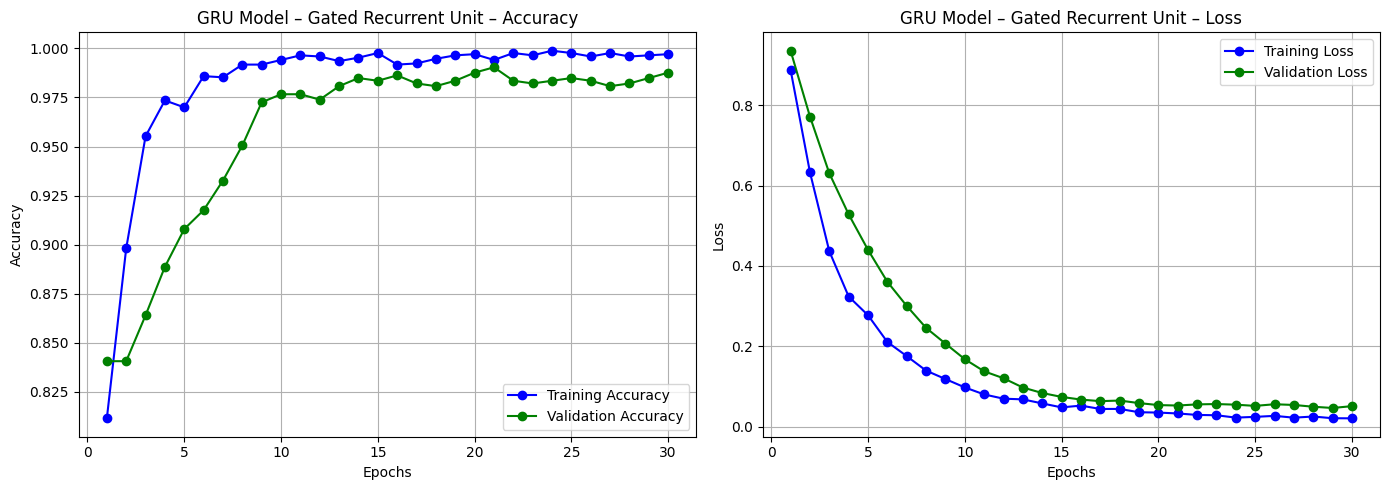 GRU Model – Gated Recurrent Unit – Accuracy
1.000
0.975
0.950
0.925
0.900
0.875
0.850
0.825
Accuracy
0
5
10
15
20
25
30
Epochs
Training Accuracy
Validation Accuracy
GRU Model – Gated Recurrent Unit – Loss
0.8
0.6
0.4
0.2
0.0
Loss
0
5
10
15
20
25
30
Epochs
Training Loss
Validation Loss